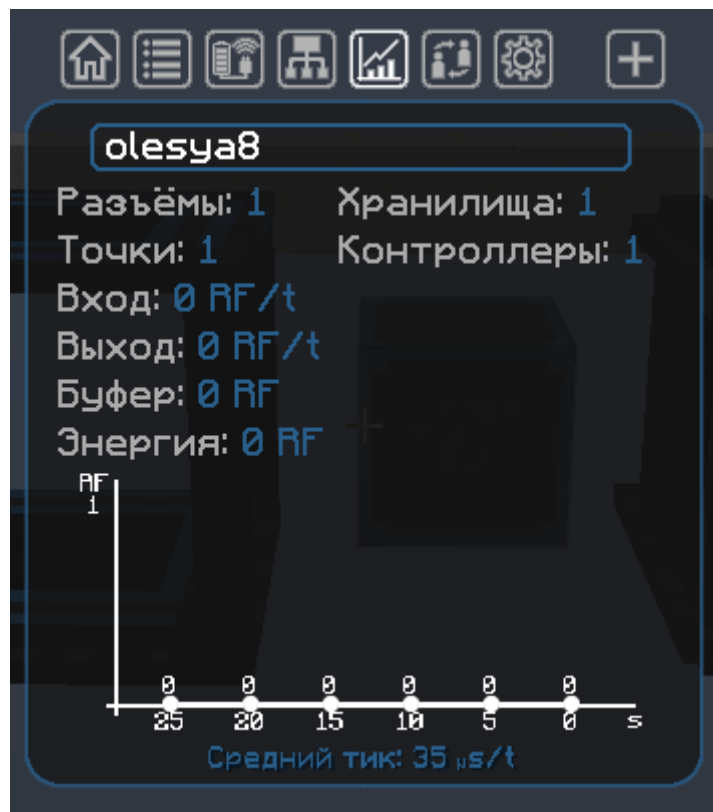 olesya8
Разъёмы: 1 Хранилища: 1
Точки: 1 Контроллеры: 1
Вход: 0 RF/t
Выход: 0 RF/t
Буфер: 0 RF
Энергия: 0 RF
RF
1
0 0 0 0 0 0
25 20 15 10 5 0 s
Средний тик: 35 µs/t